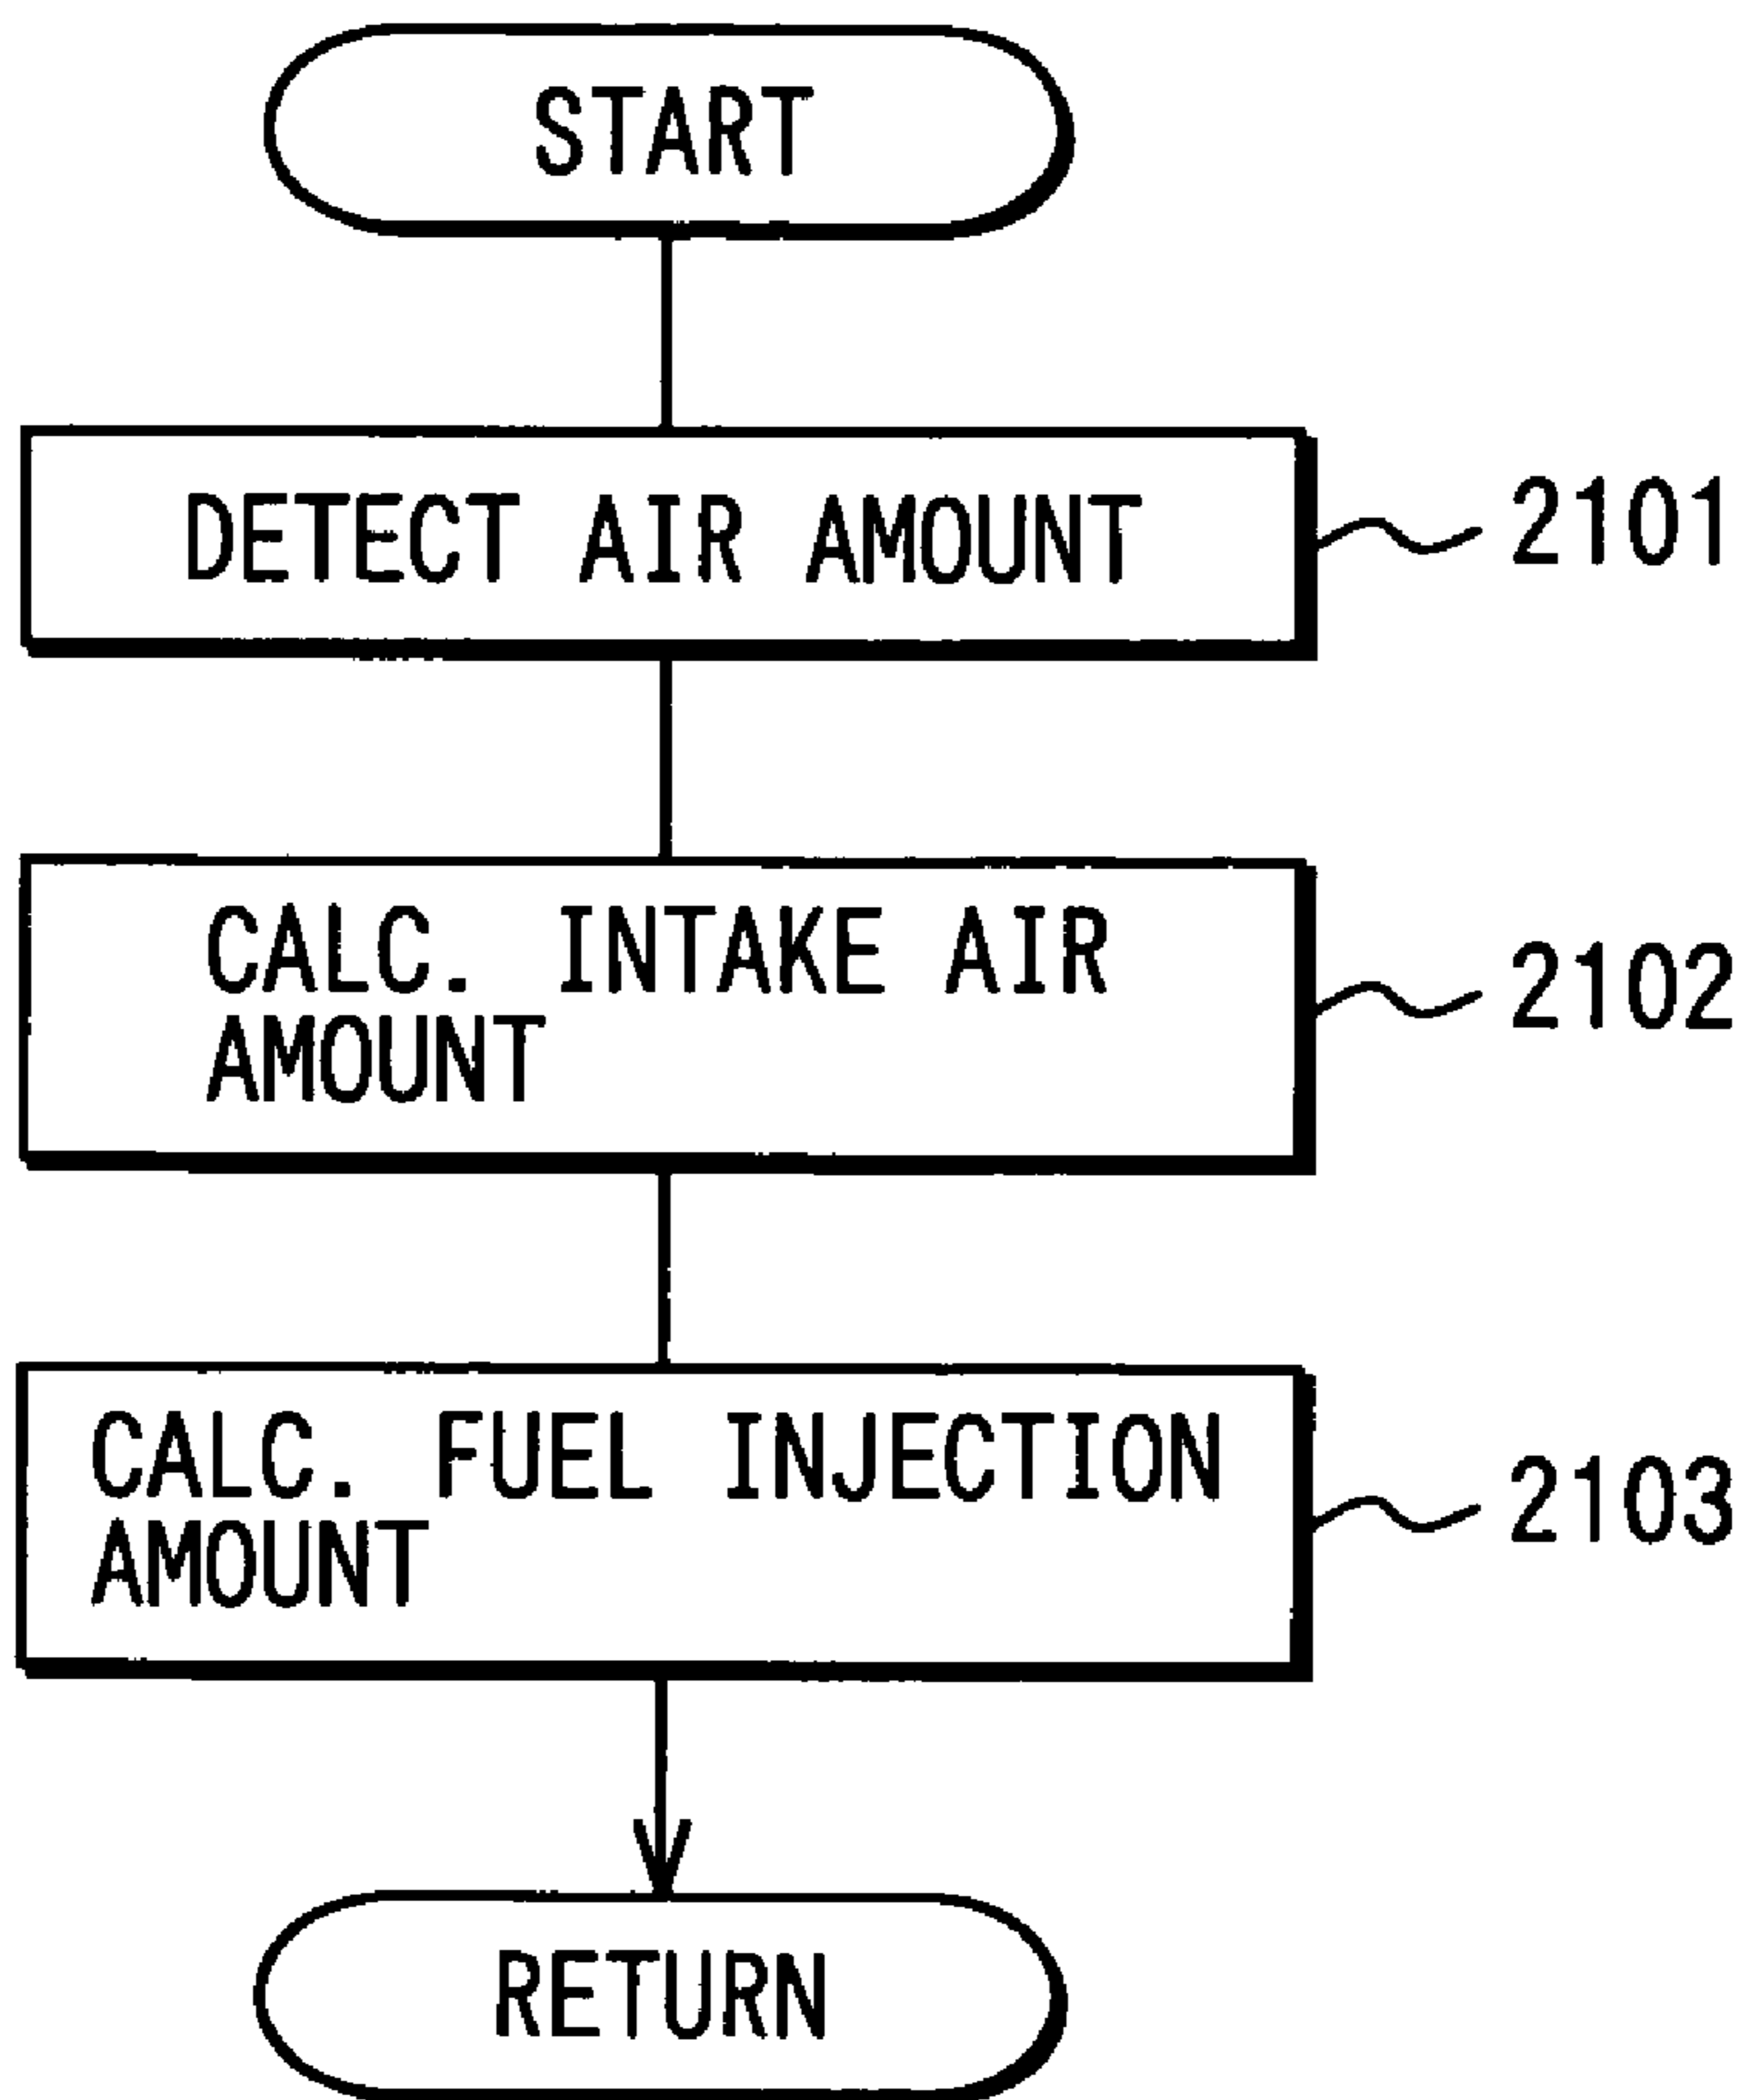 START
DETECT AIR AMOUNT
2101
CALC. INTAKE AIR
AMOUNT
2102
CALC. FUEL INJECTION
AMOUNT
2103
RETURN